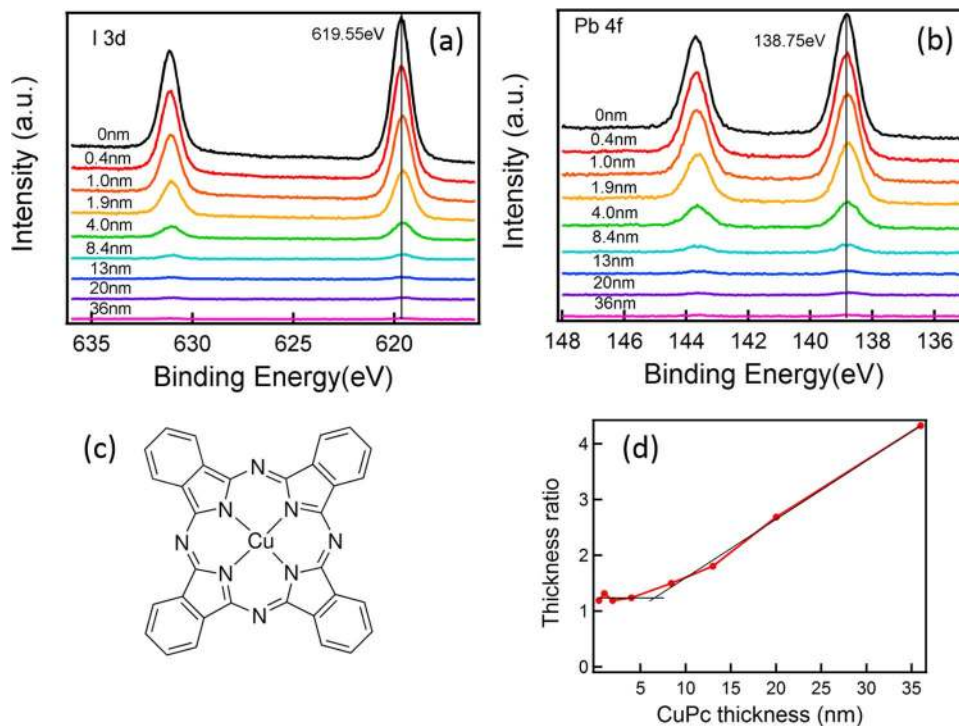 I 3d
619.55eV
(a)
0nm
0.4nm
1.0nm
1.9nm
4.0nm
8.4nm
13nm
20nm
36nm
Intensity (a.u.)
635
630
625
620
Binding Energy(eV)
Pb 4f
138.75eV
(b)
0nm
0.4nm
1.0nm
1.9nm
4.0nm
8.4nm
13nm
20nm
36nm
Intensity (a.u.)
148
146
144
142
140
138
136
Binding Energy(eV)
(c)
N
N
N
N
Cu
N
N
N
N
(d)
Thickness ratio
4
3
2
1
0
5
10
15
20
25
30
35
CuPc thickness (nm)